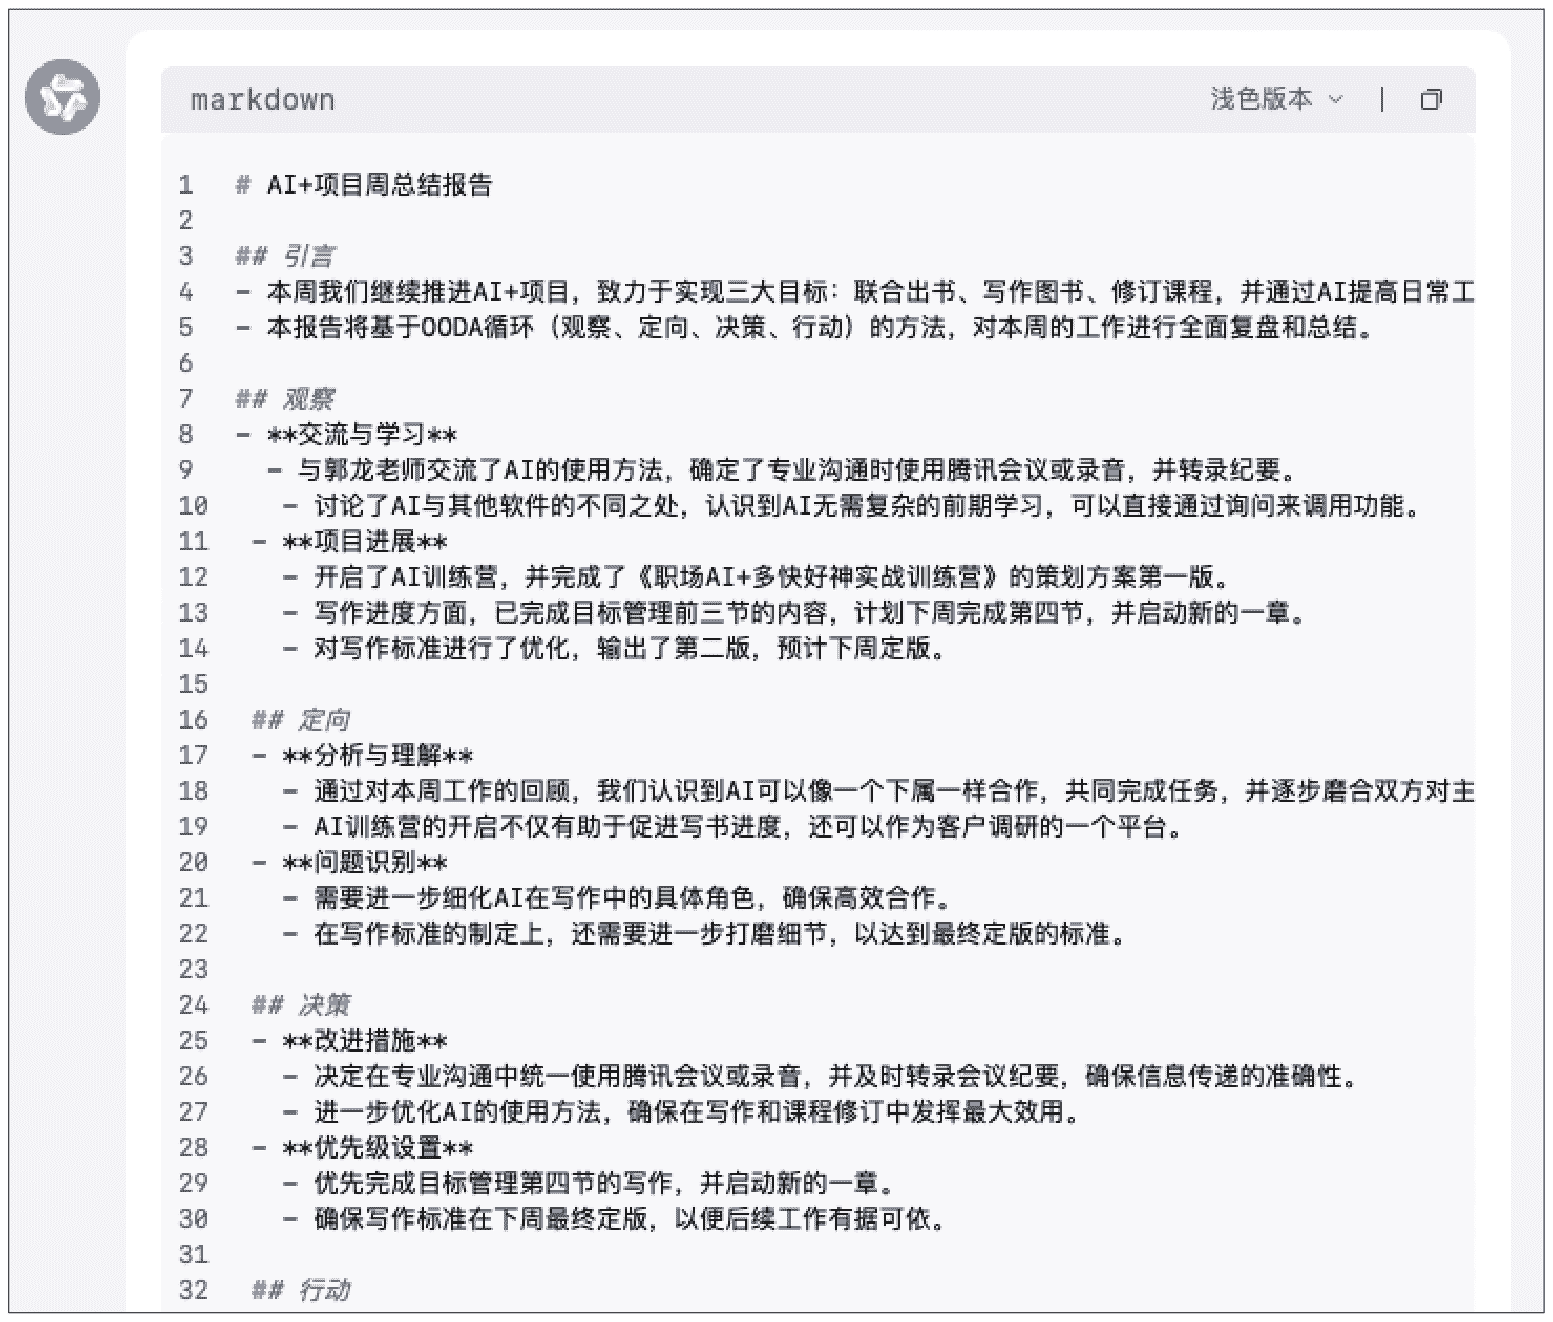 markdown 浅色版本
1 # AI+项目周总结报告
2
3 ## 引言
4 - 本周我们继续推进AI+项目，致力于实现三大目标：联合出书、写作图书、修订课程，并通过AI提高日常工
5 - 本报告将基于OODA循环（观察、定向、决策、行动）的方法，对本周的工作进行全面复盘和总结。
6
7 ## 观察
8 - **交流与学习**
9 - 与郭龙老师交流了AI的使用方法，确定了专业沟通时使用腾讯会议或录音，并转录纪要。
10 - 讨论了AI与其他软件的不同之处，认识到AI无需复杂的前期学习，可以直接通过询问来调用功能。
11 - **项目进展**
12 - 开启了AI训练营，并完成了《职场AI+多快好神实战训练营》的策划方案第一版。
13 - 写作进度方面，已完成目标管理前三节的内容，计划下周完成第四节，并启动新的一章。
14 - 对写作标准进行了优化，输出了第二版，预计下周定版。
15
16 ## 定向
17 - **分析与理解**
18 - 通过对本周工作的回顾，我们认识到AI可以像一个下属一样合作，共同完成任务，并逐步磨合双方对主
19 - AI训练营的开启不仅有助于促进写书进度，还可以作为客户调研的一个平台。
20 - **问题识别**
21 - 需要进一步细化AI在写作中的具体角色，确保高效合作。
22 - 在写作标准的制定上，还需要进一步打磨细节，以达到最终定版的标准。
23
24 ## 决策
25 - **改进措施**
26 - 决定在专业沟通中统一使用腾讯会议或录音，并及时转录会议纪要，确保信息传递的准确性。
27 - 进一步优化AI的使用方法，确保在写作和课程修订中发挥最大效用。
28 - **优先级设置**
29 - 优先完成目标管理第四节的写作，并启动新的一章。
30 - 确保写作标准在下周最终定版，以便后续工作有据可依。
31
32 ## 行动